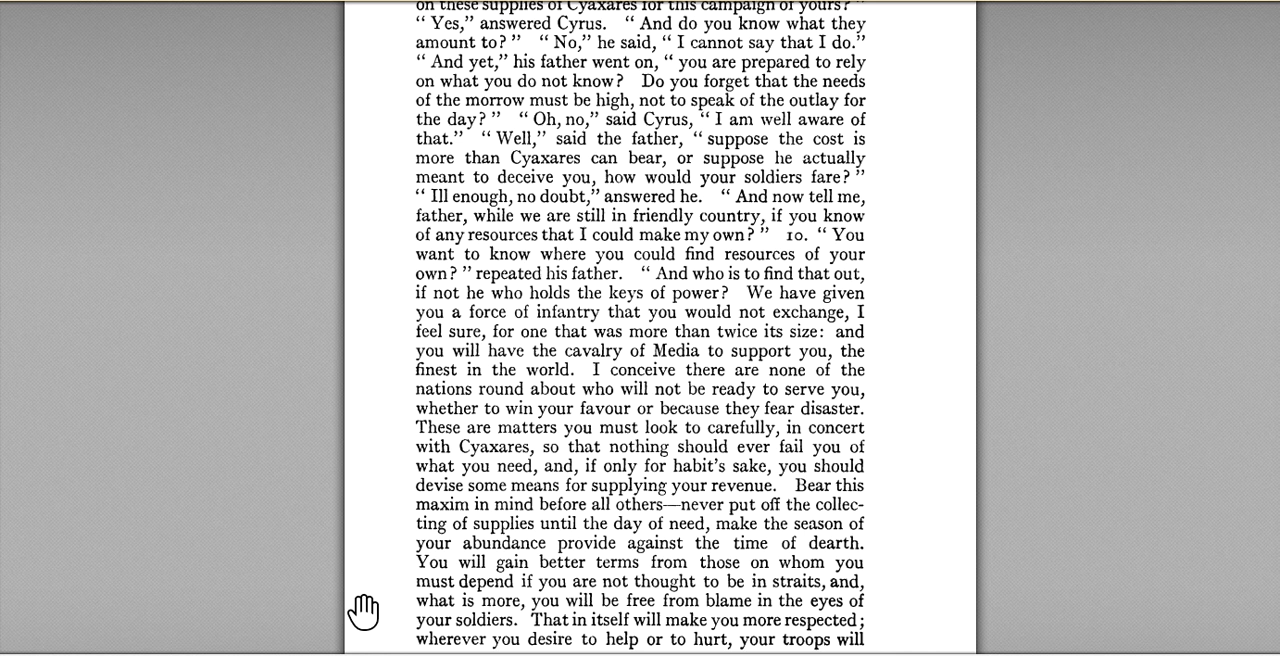 on these supplies of Cyaxares for this campaign of yours? ”
“ Yes,” answered Cyrus. “ And do you know what they
amount to? ” “ No,” he said, “ I cannot say that I do.”
“ And yet,” his father went on, “ you are prepared to rely
on what you do not know? Do you forget that the needs
of the morrow must be high, not to speak of the outlay for
the day? ” “ Oh, no,” said Cyrus, “ I am well aware of
that.” “ Well,” said the father, “ suppose the cost is
more than Cyaxares can bear, or suppose he actually
meant to deceive you, how would your soldiers fare? ”
“ Ill enough, no doubt,” answered he. “ And now tell me,
father, while we are still in friendly country, if you know
of any resources that I could make my own? ” 10. “ You
want to know where you could find resources of your
own? ” repeated his father. “ And who is to find that out,
if not he who holds the keys of power? We have given
you a force of infantry that you would not exchange, I
feel sure, for one that was more than twice its size: and
you will have the cavalry of Media to support you, the
finest in the world. I conceive there are none of the
nations round about who will not be ready to serve you,
whether to win your favour or because they fear disaster.
These are matters you must look to carefully, in concert
with Cyaxares, so that nothing should ever fail you of
what you need, and, if only for habit’s sake, you should
devise some means for supplying your revenue. Bear this
maxim in mind before all others—never put off the collec-
ting of supplies until the day of need, make the season of
your abundance provide against the time of dearth.
You will gain better terms from those on whom you
must depend if you are not thought to be in straits, and,
what is more, you will be free from blame in the eyes of
your soldiers. That in itself will make you more respected;
wherever you desire to help or to hurt, your troops will